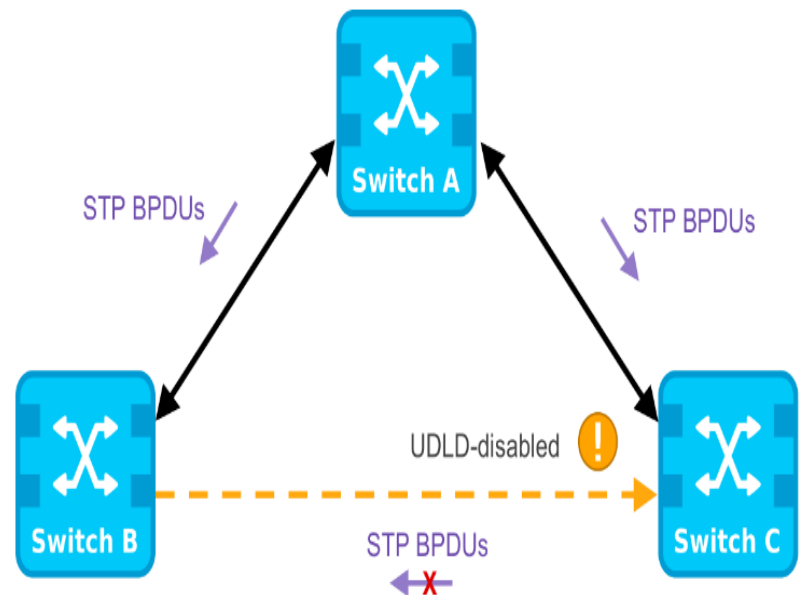 Switch A
STP BPDUs
STP BPDUs
UDLD-disabled !
Switch B
STP BPDUs
X
Switch C